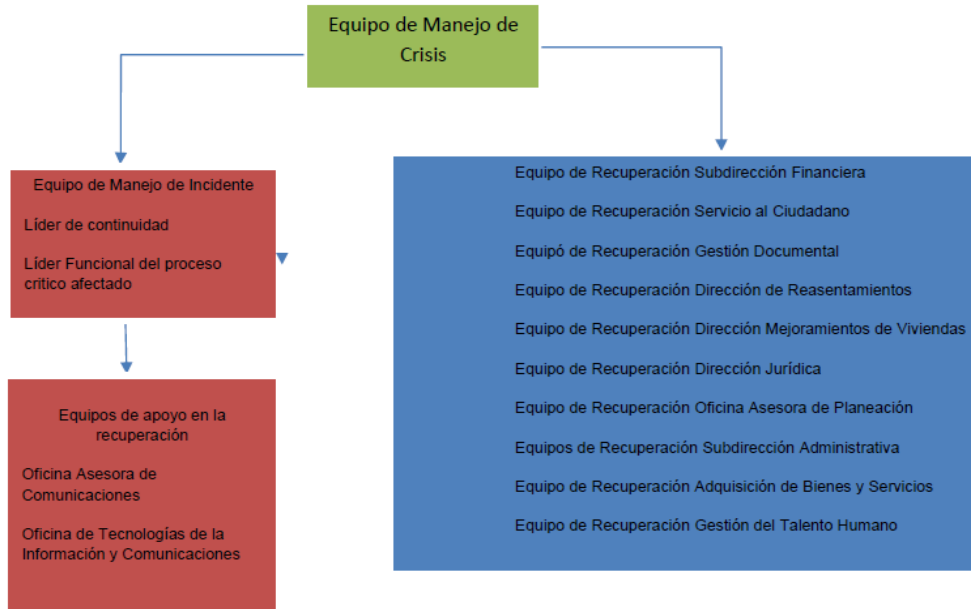 Equipo de Manejo de
Crisis
Equipo de Manejo de Incidente
Líder de continuidad
Líder Funcional del proceso
critico afectado
Equipos de apoyo en la
recuperación
Oficina Asesora de
Comunicaciones
Oficina de Tecnologías de la
Información y Comunicaciones
Equipo de Recuperación Subdirección Financiera
Equipo de Recuperación Servicio al Ciudadano
Equipó de Recuperación Gestión Documental
Equipo de Recuperación Dirección de Reasentamientos
Equipo de Recuperación Dirección Mejoramientos de Viviendas
Equipo de Recuperación Dirección Jurídica
Equipo de Recuperación Oficina Asesora de Planeación
Equipos de Recuperación Subdirección Administrativa
Equipo de Recuperación Adquisición de Bienes y Servicios
Equipo de Recuperación Gestión del Talento Humano